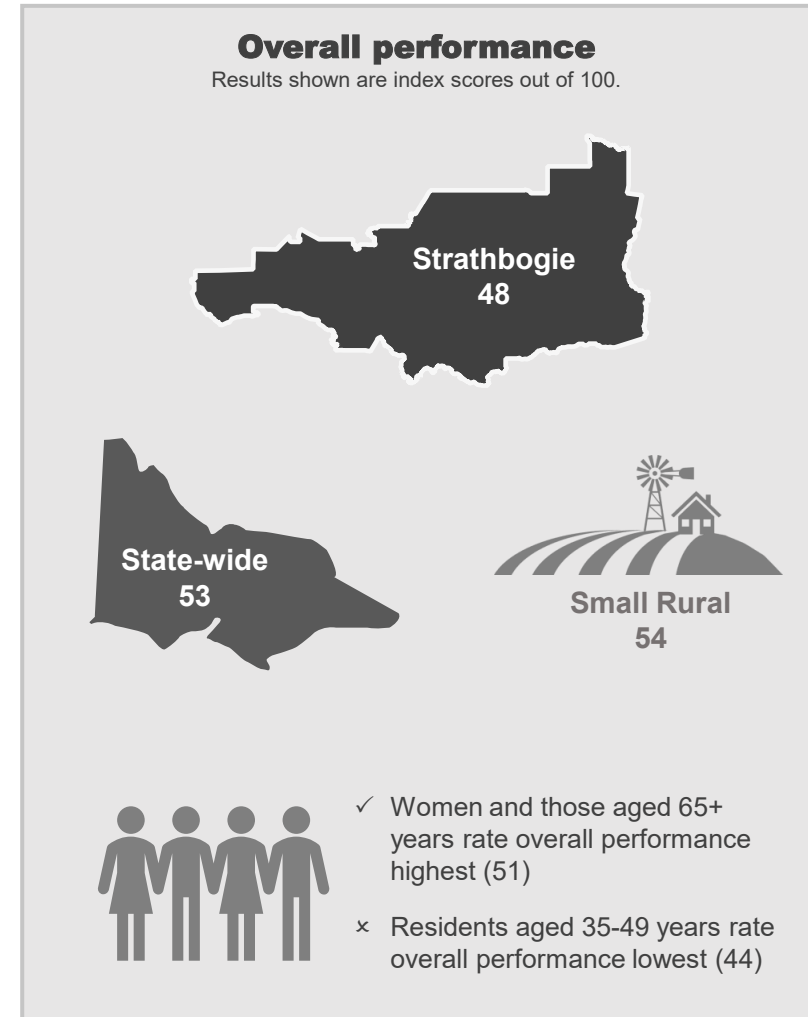 Overall performance
Results shown are index scores out of 100.
Strathbogie
48
State-wide
53
Small Rural
54
✓ Women and those aged 65+
years rate overall performance
highest (51)
× Residents aged 35-49 years rate
overall performance lowest (44)